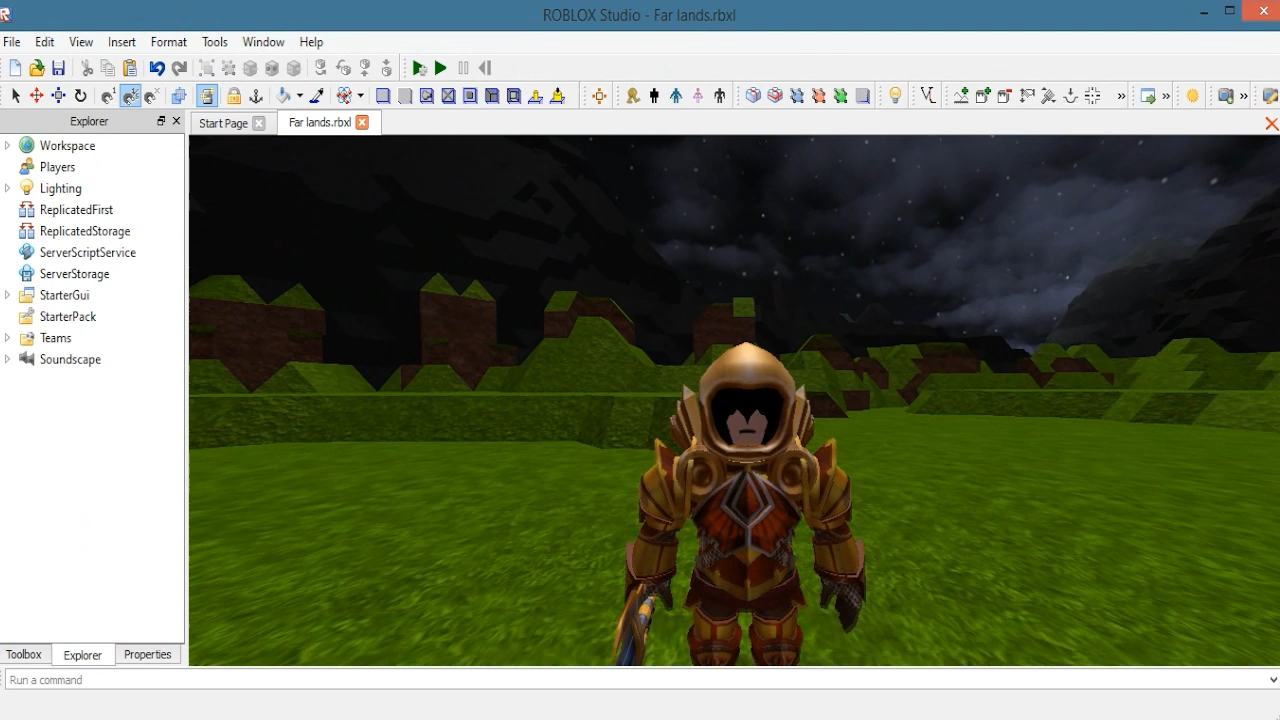 ROBLOX Studio - Far lands.rbxl
File Edit View Insert Format Tools Window Help
Explorer
Start Page
Far lands.rbxl
Workspace
Players
Lighting
ReplicatedFirst
ReplicatedStorage
ServerScriptService
ServerStorage
StarterGui
StarterPack
Teams
Soundscape
Toolbox Explorer Properties
Run a command